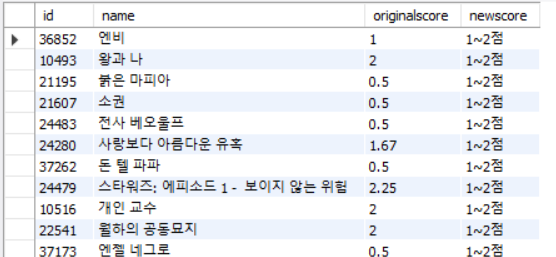 id name originalscore newscore
36852 엔비 1 1~2점
10493 왕과 나 2 1~2점
21195 붉은 마피아 0.5 1~2점
21607 소권 0.5 1~2점
24483 전사 베오울프 0.5 1~2점
24280 사랑보다 아름다운 유혹 1.67 1~2점
37262 돈 텔 파파 0.5 1~2점
24479 스타워즈: 에피소드 1 - 보이지 않는 위험 2.25 1~2점
10516 개인 교수 2 1~2점
22541 월하의 공동묘지 2 1~2점
37173 엔젤 네그로 0.5 1~2점